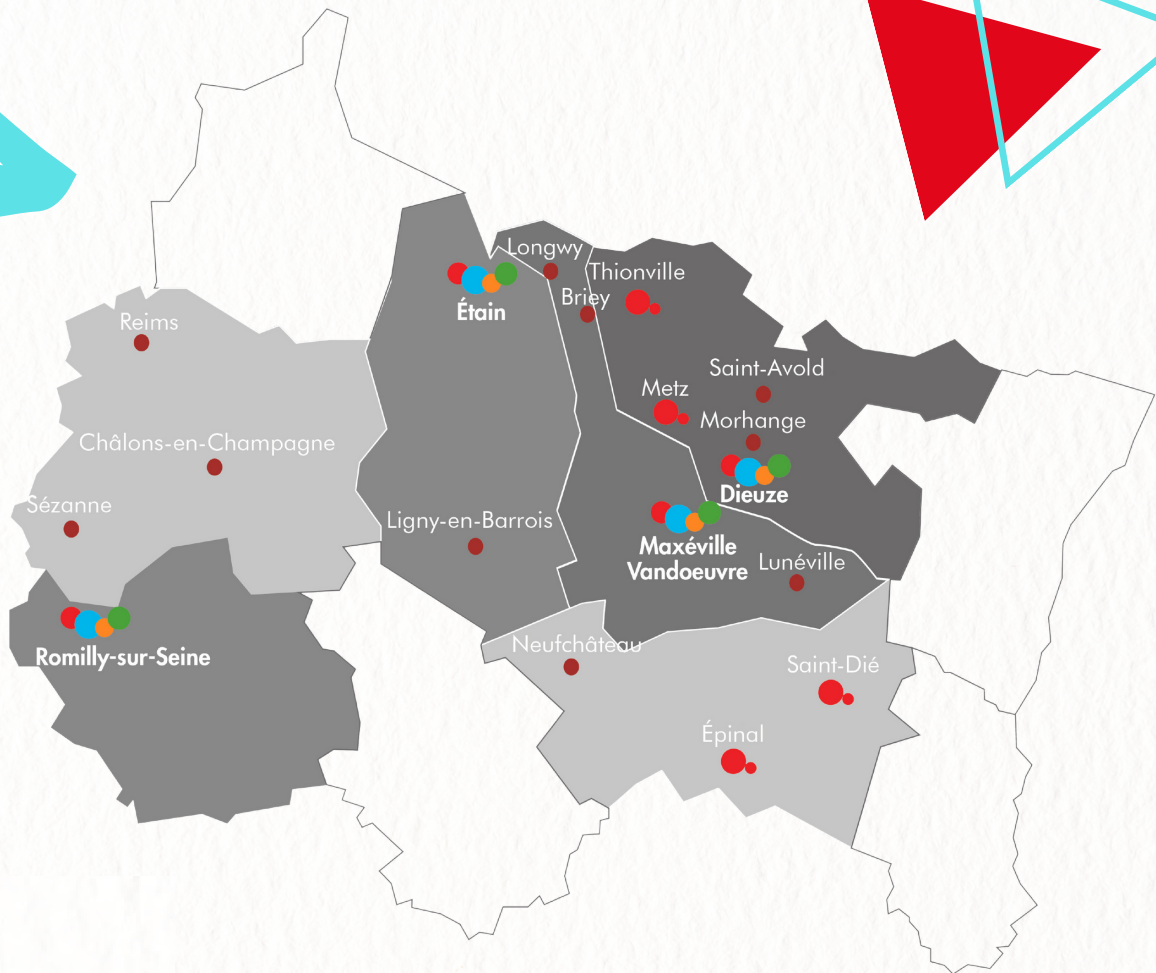 Longwy
Thionville
Briey
Étain
Reims
Saint-Avold
Metz
Morhange
Châlons-en-Champagne
Dieuze
Sézanne
Ligny-en-Barrois
Maxéville
Vandoeuvre
Lunéville
Neufchâteau
Romilly-sur-Seine
Saint-Dié
Épinal